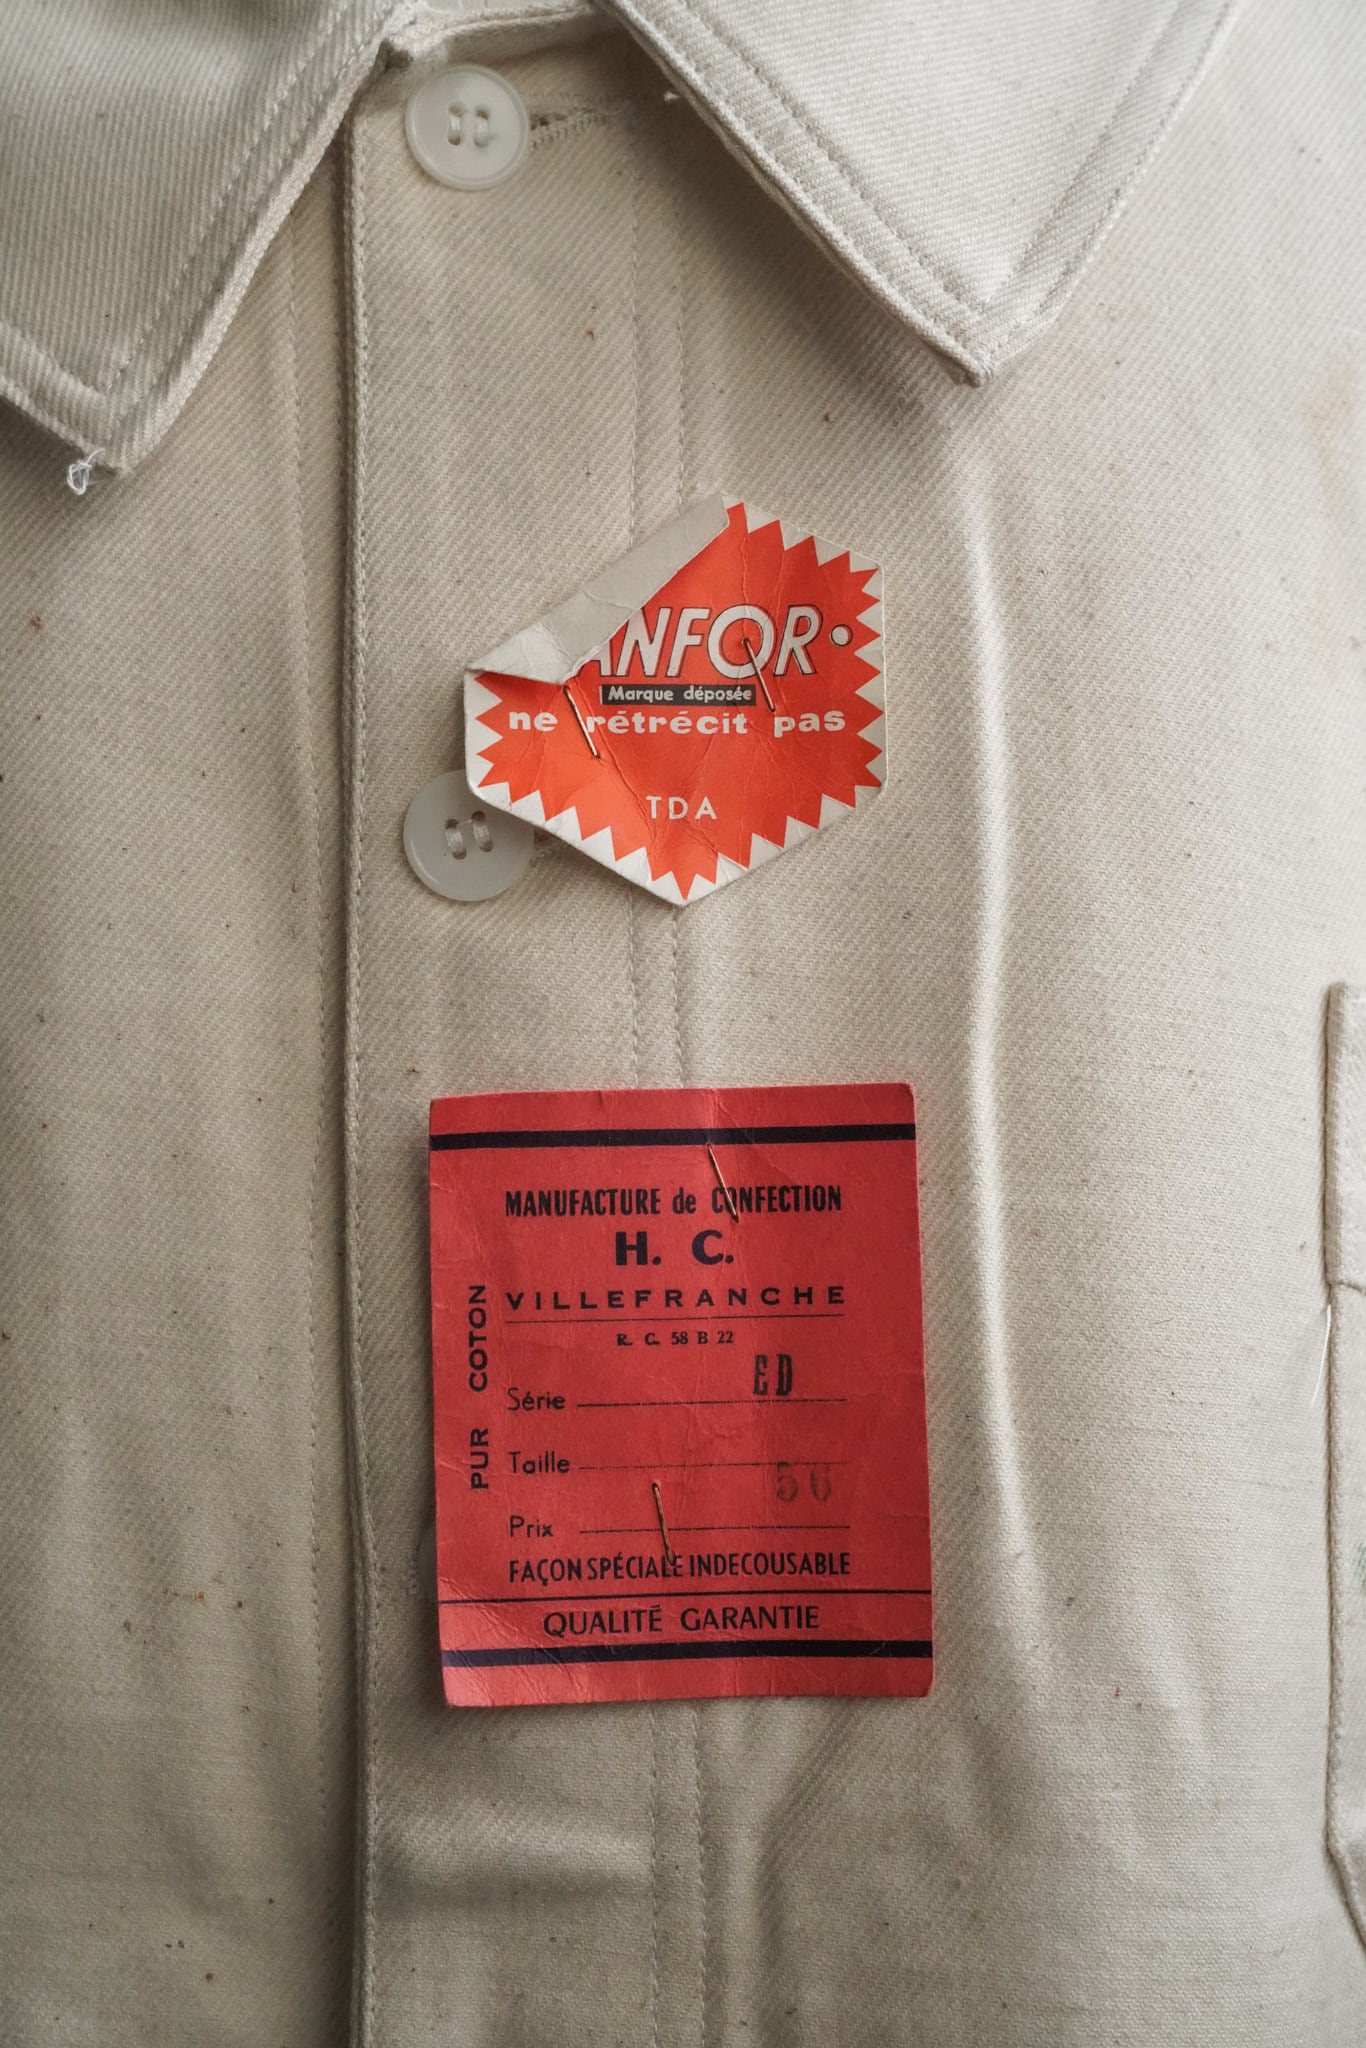 ANFOR.
Marque déposée
ne rétrécit pas
TDA
MANUFACTURE de CONFECTION
H. C.
VILLEFRANCHE
R. C. 58 B 22
PUR COTON
Série ED
Taille 56
Prix
FAÇON SPÉCIALE INDECOUSABLE
QUALITÉ GARANTIE